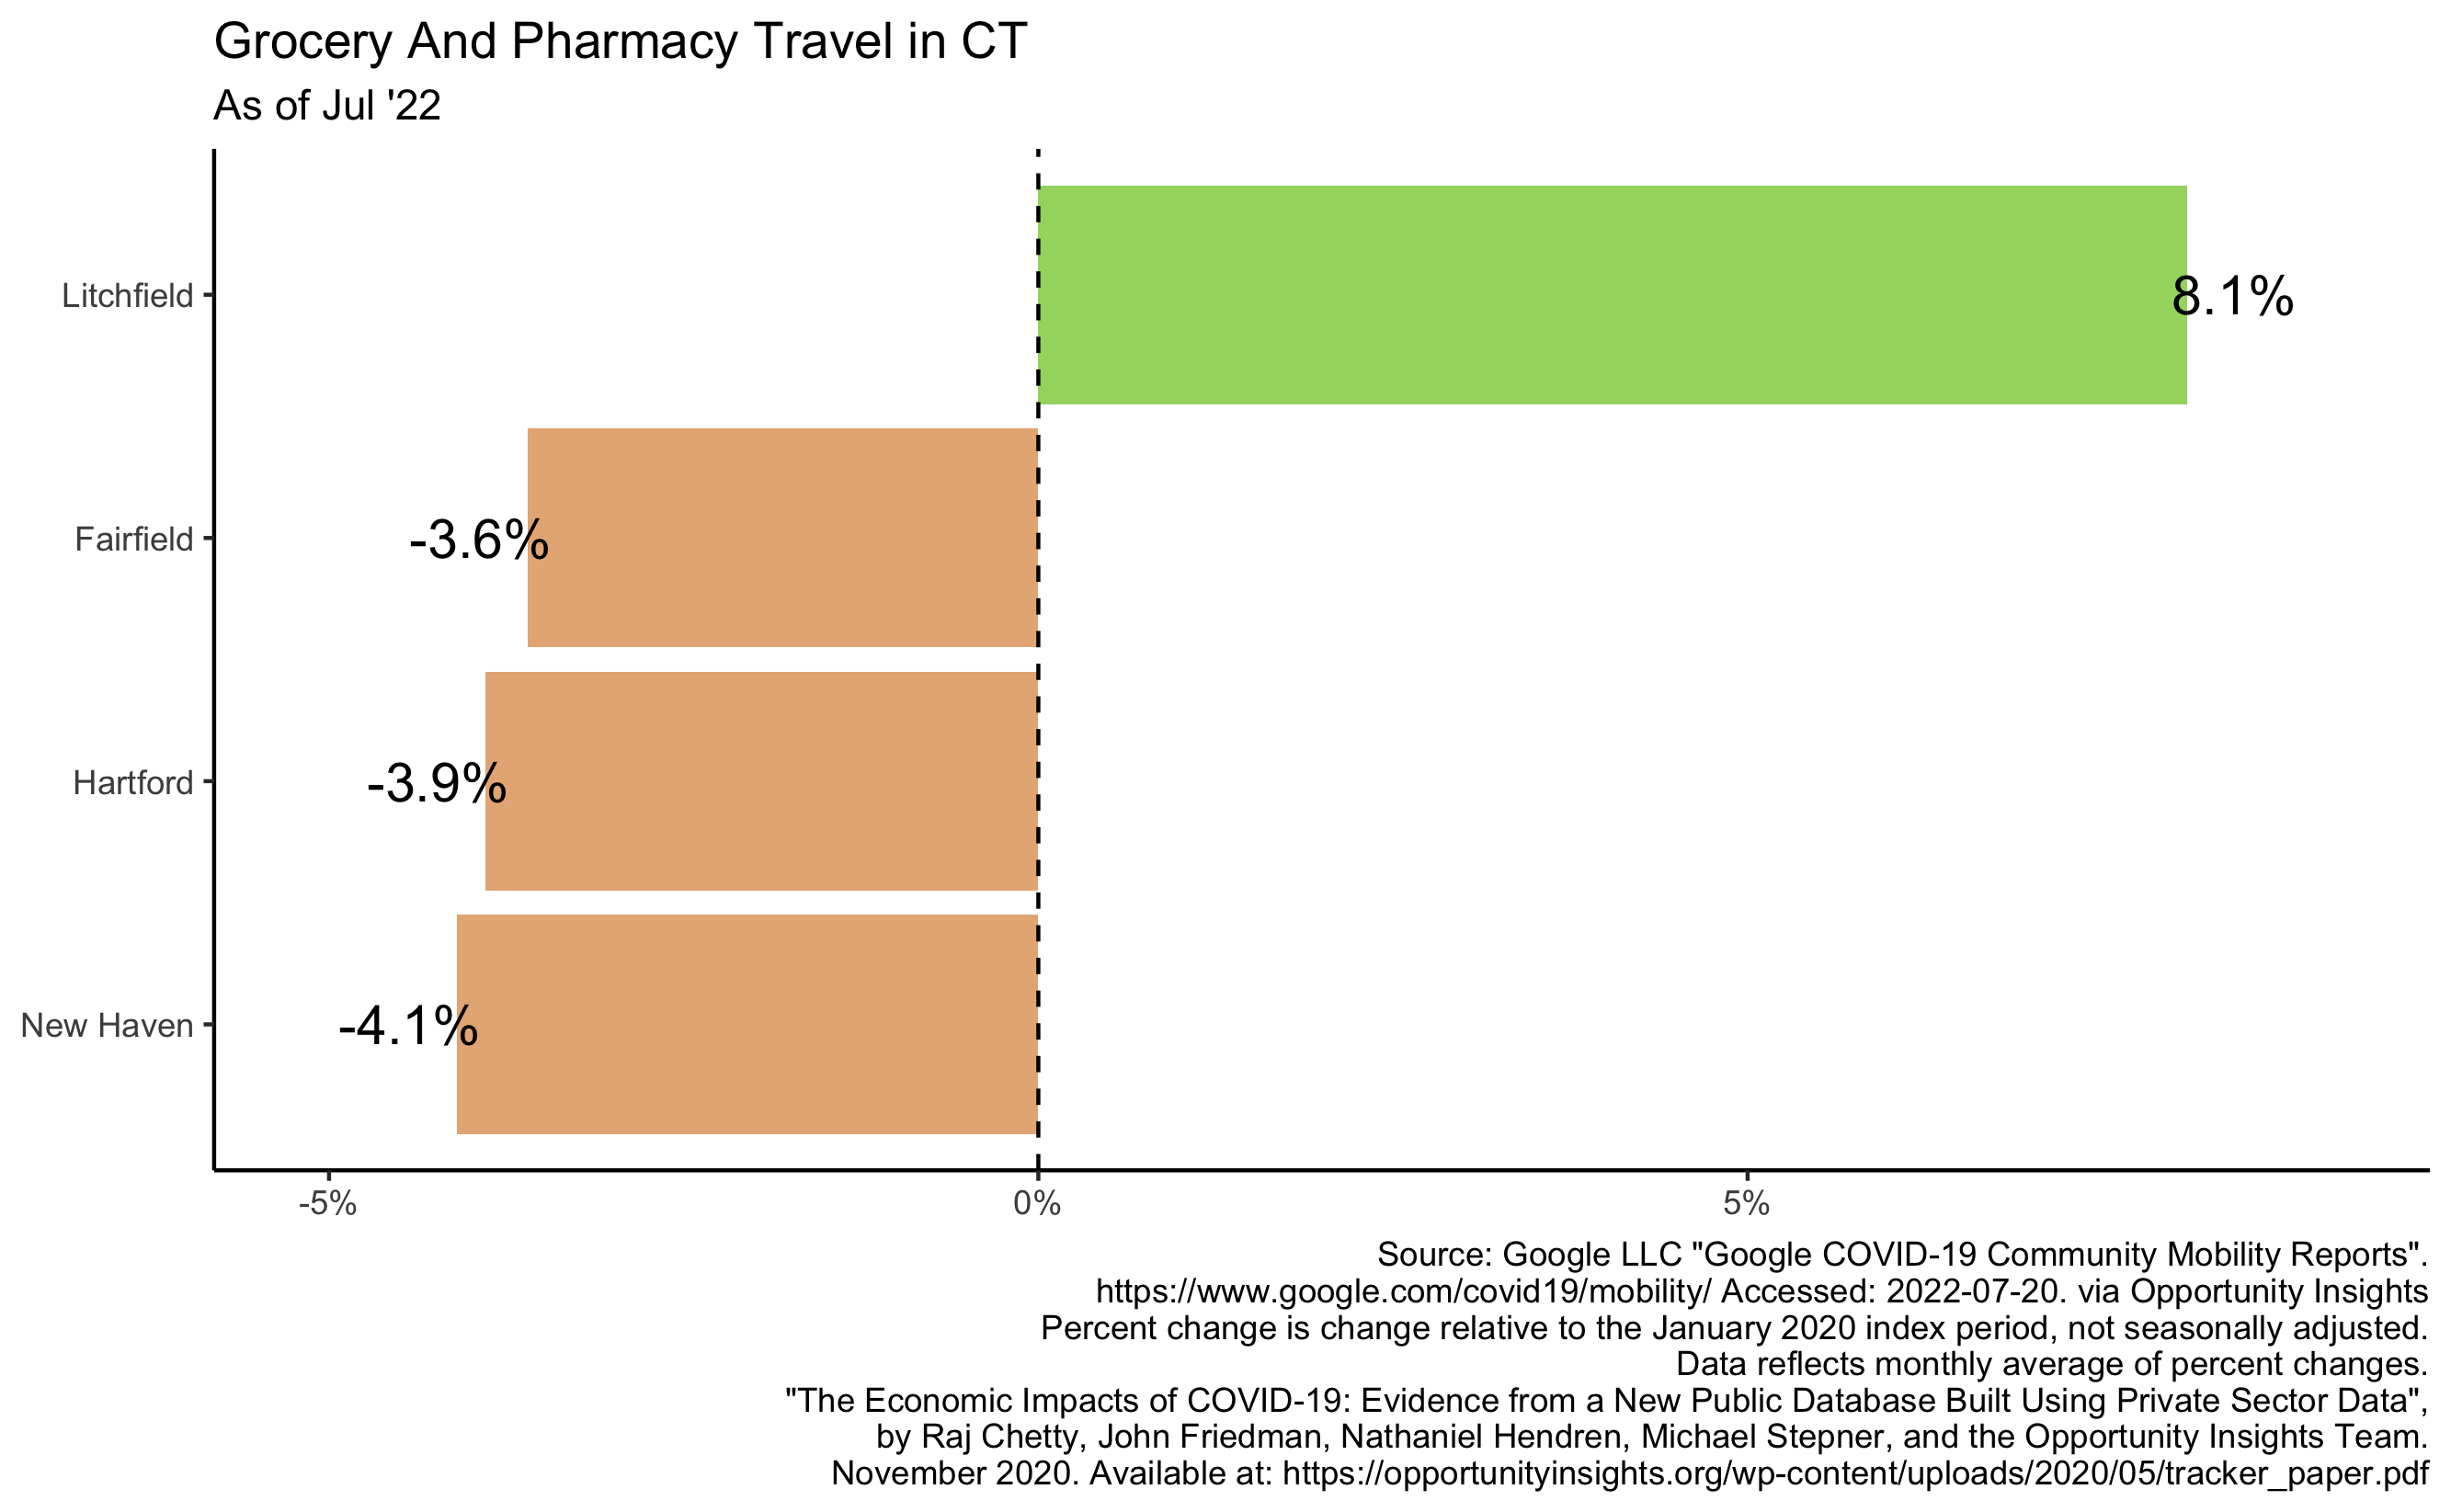 Grocery And Pharmacy Travel in CT
As of Jul '22
Litchfield
8.1%
Fairfield
-3.6%
Hartford
-3.9%
New Haven
-4.1%
-5%
0%
5%
Source: Google LLC "Google COVID-19 Community Mobility Reports".
https://www.google.com/covid19/mobility/ Accessed: 2022-07-20. via Opportunity Insights
Percent change is change relative to the January 2020 index period, not seasonally adjusted.
Data reflects monthly average of percent changes.
"The Economic Impacts of COVID-19: Evidence from a New Public Database Built Using Private Sector Data",
by Raj Chetty, John Friedman, Nathaniel Hendren, Michael Stepner, and the Opportunity Insights Team.
November 2020. Available at: https://opportunityinsights.org/wp-content/uploads/2020/05/tracker_paper.pdf